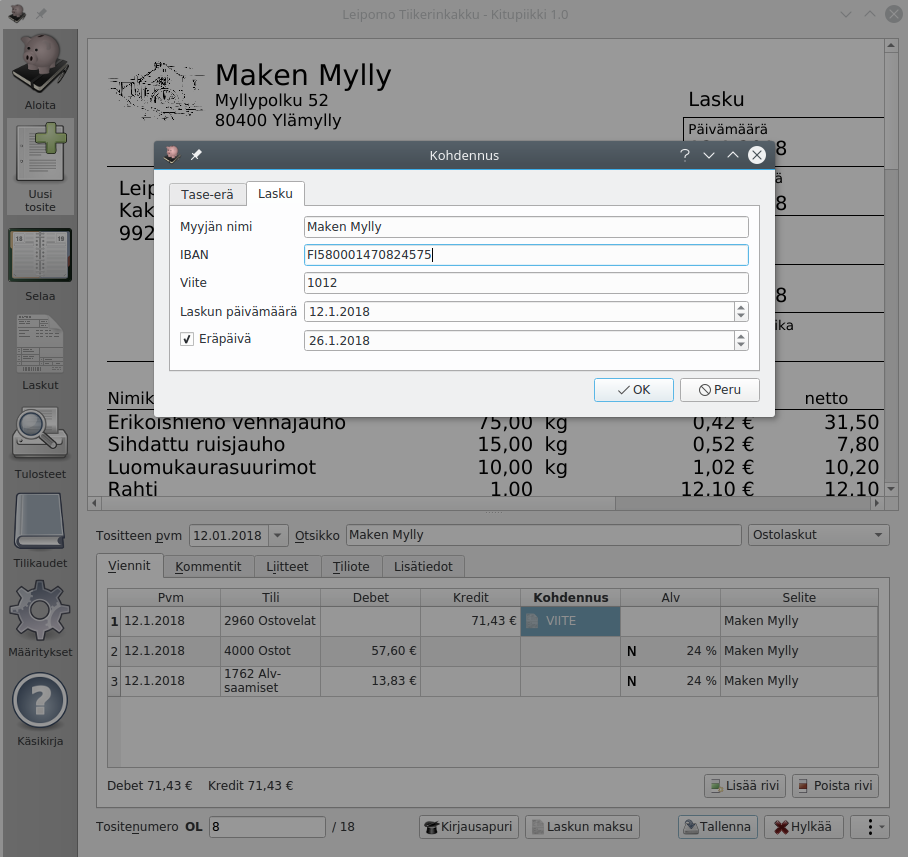 Leipomo Tiikerinkakku - Kitupiikki 1.0
Aloita
Uusi
tosite
Selaa
Laskut
Tulosteet
Tilikaudet
Määritykset
Käsikirja
Maken Mylly
Myllypolku 52
80400 Ylämylly
Lasku
Päivämäärä
8
8
8
Kohdennus
Tase-erä Lasku
Myyjän nimi Maken Mylly
IBAN FI580001470824575
Viite 1012
Laskun päivämäärä 12.1.2018
Eräpäivä 26.1.2018
OK Peru
netto
Erikoishieno vehnäjauho 75,00 kg 0,42 € 31,50
Sihdattu ruisjauho 15,00 kg 0,52 € 7,80
Luomukaurasuurimot 10,00 kg 1,02 € 10,20
Rahti 1,00 12,10 € 12,10
Tositteen pvm 12.01.2018 Otsikko Maken Mylly Ostolaskut
Viennit Kommentit Liitteet Tiliote Lisätiedot
Pvm Tili Debet Kredit Kohdennus Alv Selite
1 12.1.2018 2960 Ostovelat 71,43 € VIITE Maken Mylly
2 12.1.2018 4000 Ostot 57,60 € N 24 % Maken Mylly
3 12.1.2018 1762 Alv-
saamiset 13,83 € N 24 % Maken Mylly
Debet 71,43 € Kredit 71,43 € Lisää rivi Poista rivi
Tositenumero OL 8 / 18 Kirjausapuri Laskun maksu Tallenna Hylkää